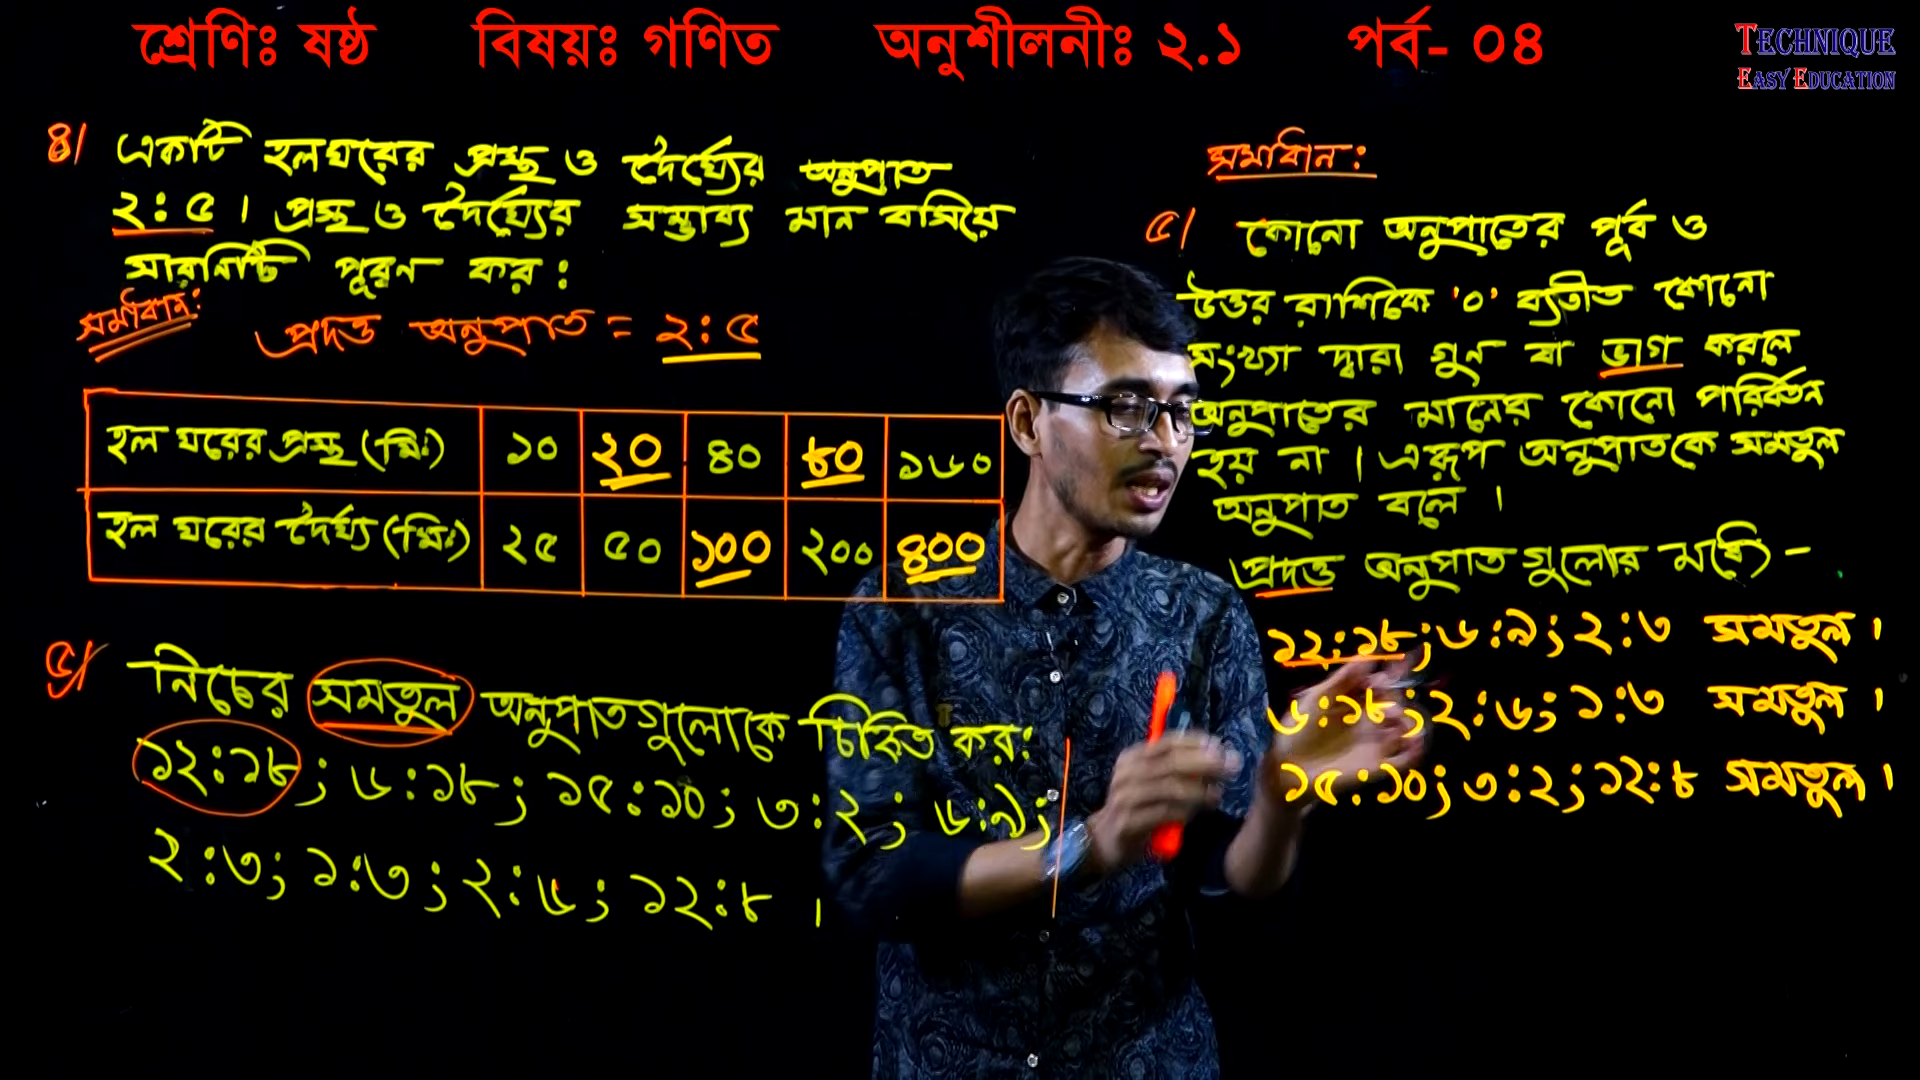 শ্রেণিঃ ষষ্ঠ বিষয়ঃ গণিত অনুশীলনীঃ ২.১ পর্ব- ০৪
TECHNIQUE
EASY EDUCATION
৪/ একটি হলঘরের প্রস্থ ও দৈর্ঘ্যের অনুপাত
২:৫। প্রস্থ ও দৈর্ঘ্যের সম্ভাব্য মান বসিয়ে
সারণিটি পূরণ কর:
সমাধান:
প্রদত্ত অনুপাত = ২:৫
হল ঘরের প্রস্থ (মি:) ১০ ২০ ৪০ ৮০ ১৬০
হল ঘরের দৈর্ঘ্য (মি:) ২৫ ৫০ ১০০ ২০০ ৪০০
৫/ নিচের সমতুল অনুপাতগুলোকে চিহ্নিত কর:
১২:১৮; ৬:১৮; ১৫:১০; ৩:২; ৬:৯;
২:৩; ১:৩; ২:৬; ১২:৮।
সমাধান:
৫/ কোনো অনুপাতের পূর্ব ও
উত্তর রাশিকে '০' ব্যতীত কোনো
সংখ্যা দ্বারা গুন বা ভাগ করলে
অনুপাতের মানের কোনো পরিবর্তন
হয় না। এরূপ অনুপাতকে সমতুল
অনুপাত বলে।
প্রদত্ত অনুপাত গুলোর মধ্যে -
১২:১৮; ৬:৯; ২:৩ সমতুল।
৬:১৮; ২:৬; ১:৩ সমতুল।
১৫:১০; ৩:২; ১২:৮ সমতুল।